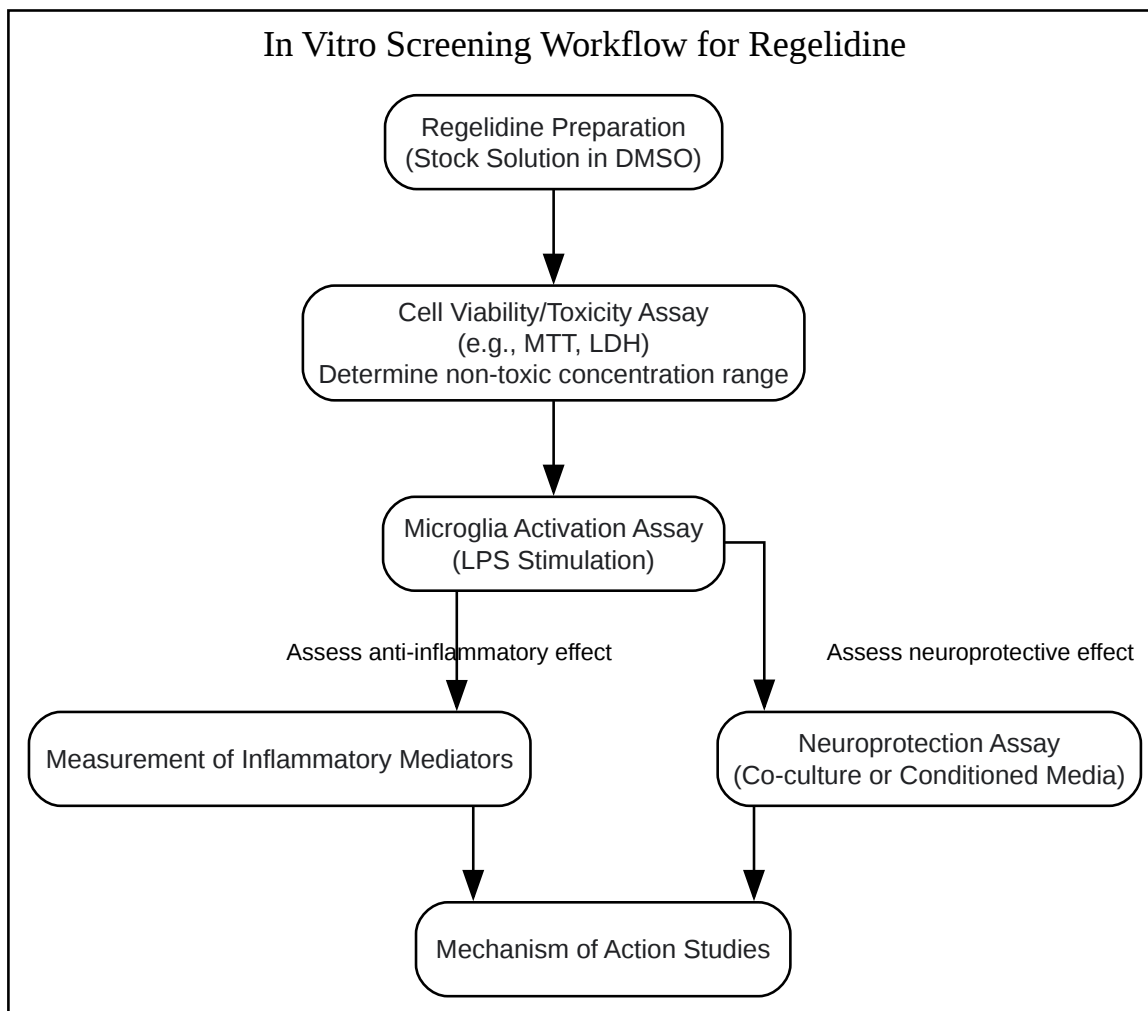 In Vitro Screening Workflow for Regelidine
Regelidine Preparation
(Stock Solution in DMSO)
Cell Viability/Toxicity Assay
(e.g., MTT, LDH)
Determine non-toxic concentration range
Microglia Activation Assay
(LPS Stimulation)
Assess anti-inflammatory effect
Assess neuroprotective effect
Measurement of Inflammatory Mediators
Neuroprotection Assay
(Co-culture or Conditioned Media)
Mechanism of Action Studies